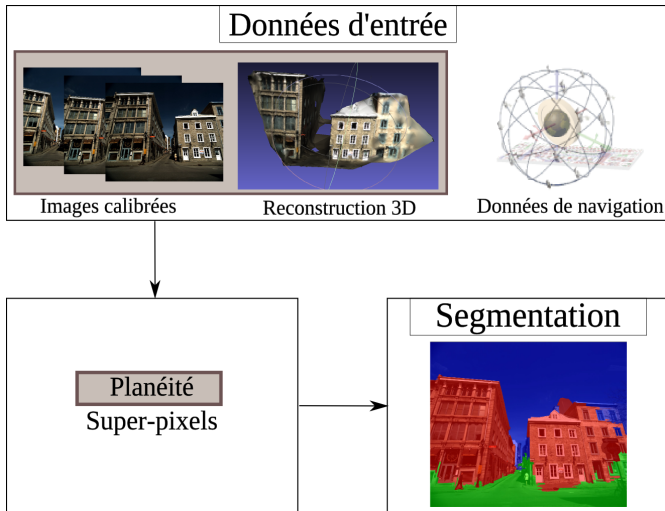 Données d'entrée
Images calibrées
Reconstruction 3D
Données de navigation
Planéité
Super-pixels
Segmentation